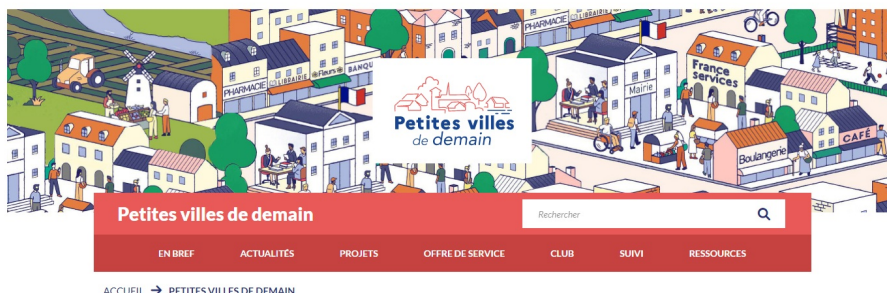 PHARMACIE
LIBRAIRIE
France
services
PHARMACIE
LIBRAIRIE
Fleurs
BANQU
Mairie
Petites villes
de demain
CAFÉ
Boulangerie
Petites villes de demain
Rechercher
EN BREF ACTUALITÉS PROJETS OFFRE DE SERVICE CLUB SUIVI RESSOURCES
ACCUEIL → PETITES VILLES DE DEMAIN